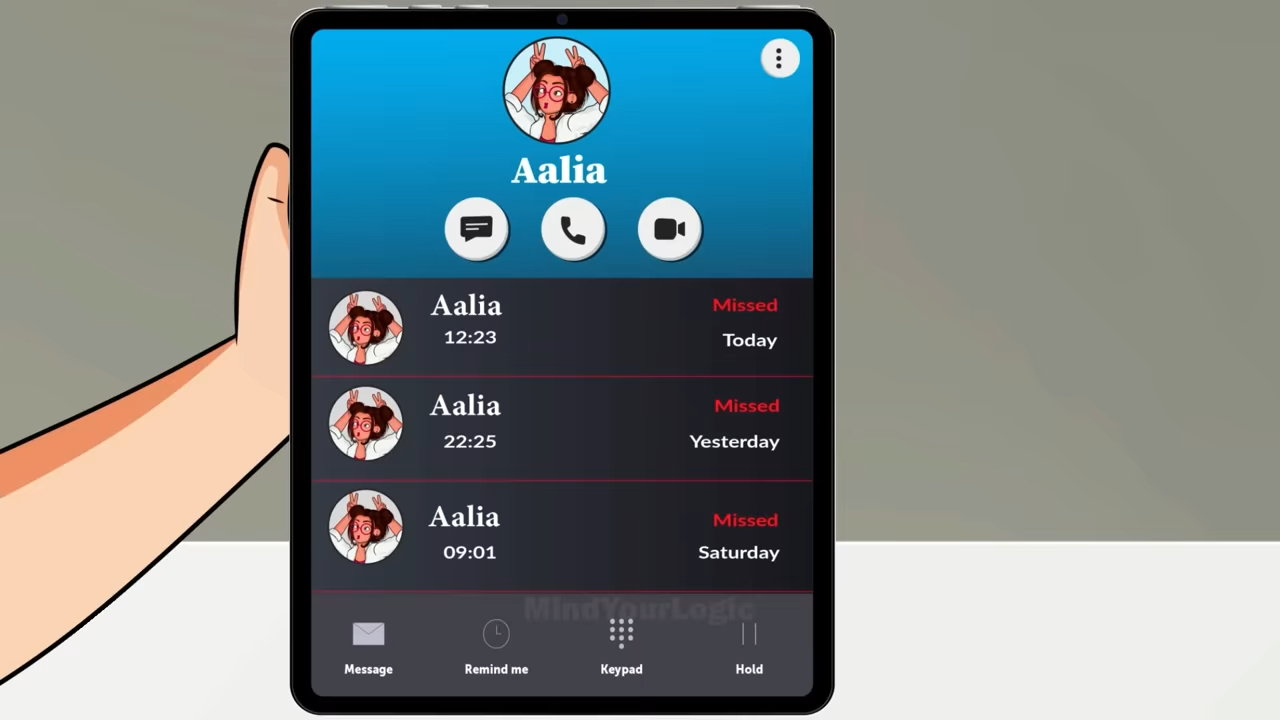 Aalia
Aalia
Missed
12:23
Today
Aalia
Missed
22:25
Yesterday
Aalia
Missed
09:01
Saturday
MindYourLogic
Message
Remind me
Keypad
Hold